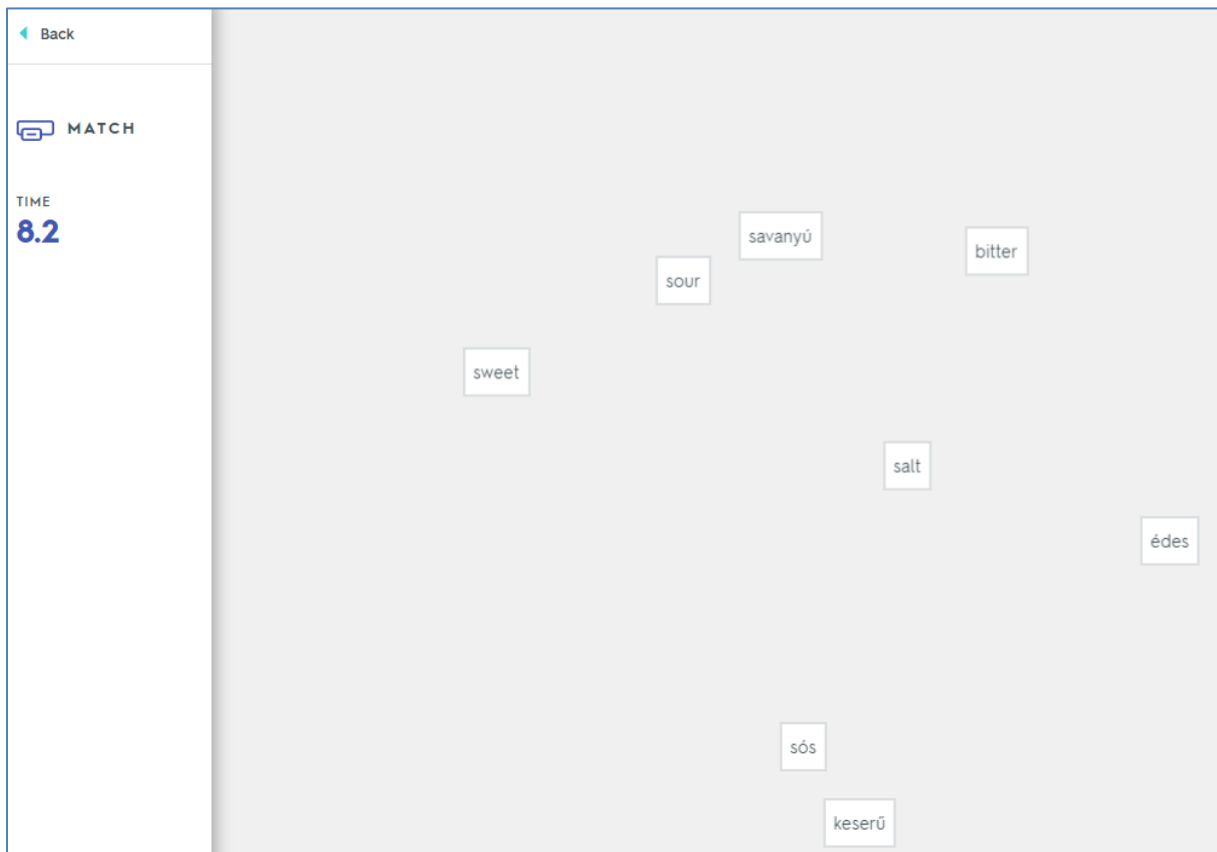 Back
MATCH
TIME
8.2
savanyú
bitter
sour
sweet
salt
édes
sós
keserű